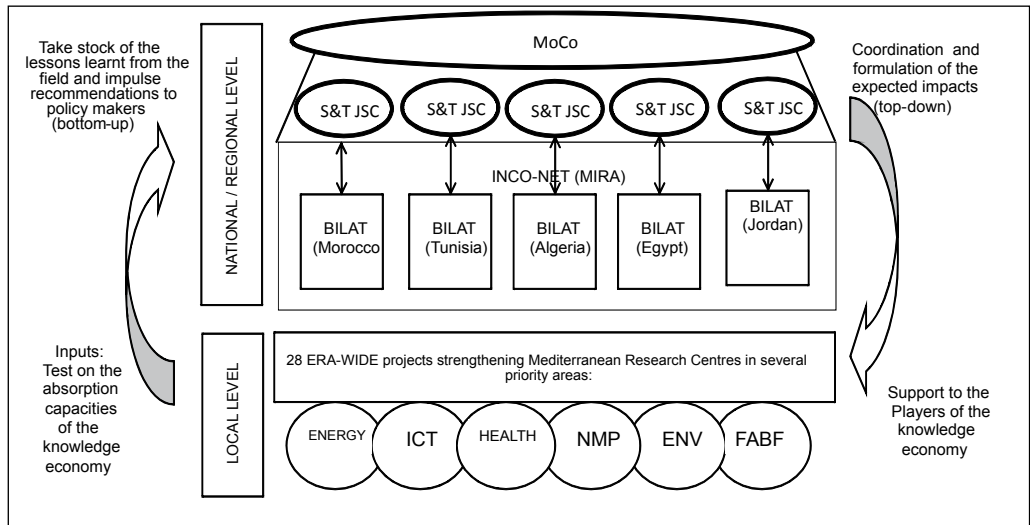 Take stock of the
lessons learnt from the
field and impulse
recommendations to
policy makers
(bottom-up)
Inputs:
Test on the
absorption
capacities
of the
knowledge
economy
NATIONAL / REGIONAL LEVEL
LOCAL LEVEL
MoCo
S&T JSC
S&T JSC
S&T JSC
S&T JSC
S&T JSC
INCO-NET (MIRA)
BILAT
(Morocco
BILAT
(Tunisia)
BILAT
(Algeria)
BILAT
(Egypt)
BILAT
(Jordan)
28 ERA-WIDE projects strengthening Mediterranean Research Centres in several
priority areas:
ENERGY
ICT
HEALTH
NMP
ENV
FABF
Coordination and
formulation of the
expected impacts
(top-down)
Support to the
Players of the
knowledge
economy